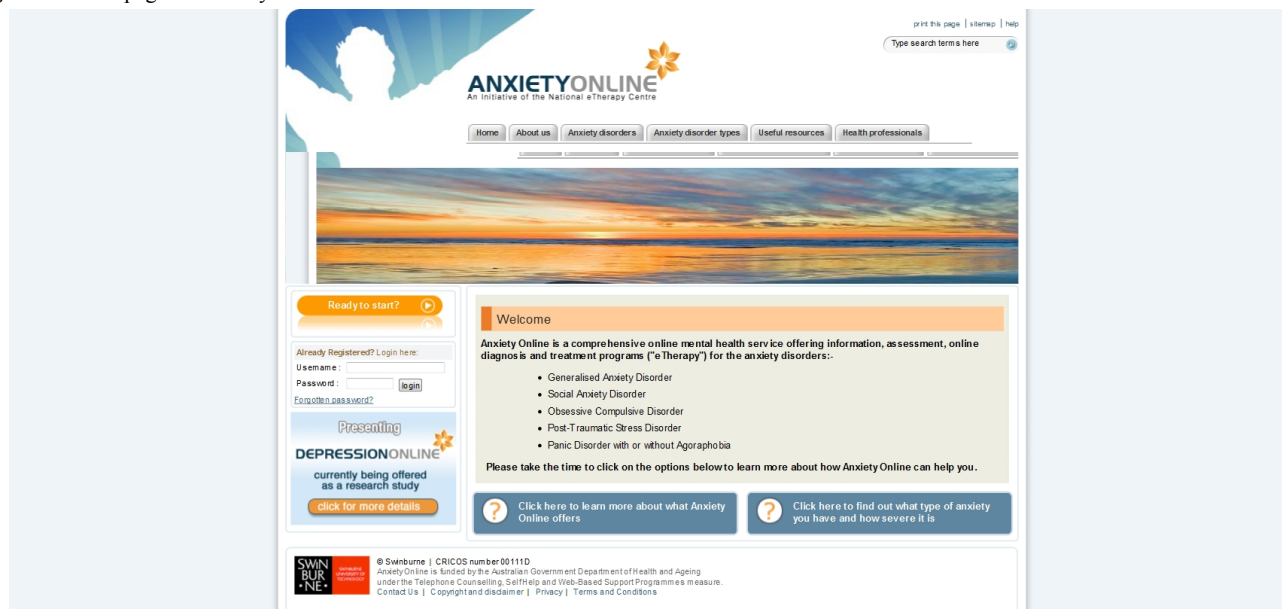 print this page | sitemap | help
Type search terms here
ANXIETYONLINE
An Initiative of the National eTherapy Centre
Home About us Anxiety disorders Anxiety disorder types Useful resources Health professionals
Ready to start?
Already Registered? Login here:
Username:
Password: login
Forgotten password?
Presenting
DEPRESSIONONLINE
currently being offered
as a research study
click for more details
Welcome
Anxiety Online is a comprehensive online mental health service offering information, assessment, online
diagnosis and treatment programs ("eTherapy") for the anxiety disorders:-
• Generalised Anxiety Disorder
• Social Anxiety Disorder
• Obsessive Compulsive Disorder
• Post-Traumatic Stress Disorder
• Panic Disorder with or without Agoraphobia
Please take the time to click on the options below to learn more about how Anxiety Online can help you.
? Click here to learn more about what Anxiety
Online offers
? Click here to find out what type of anxiety
you have and how severe it is
SWIN
BUR
• NE •
SWINBURNE
UNIVERSITY OF
TECHNOLOGY
© Swinburne | CRICOS number 00111D
Anxiety Online is funded by the Australian Government Department of Health and Ageing
under the Telephone Counselling, Self Help and Web-Based Support Programmes measure.
Contact Us | Copyright and disclaimer | Privacy | Terms and Conditions